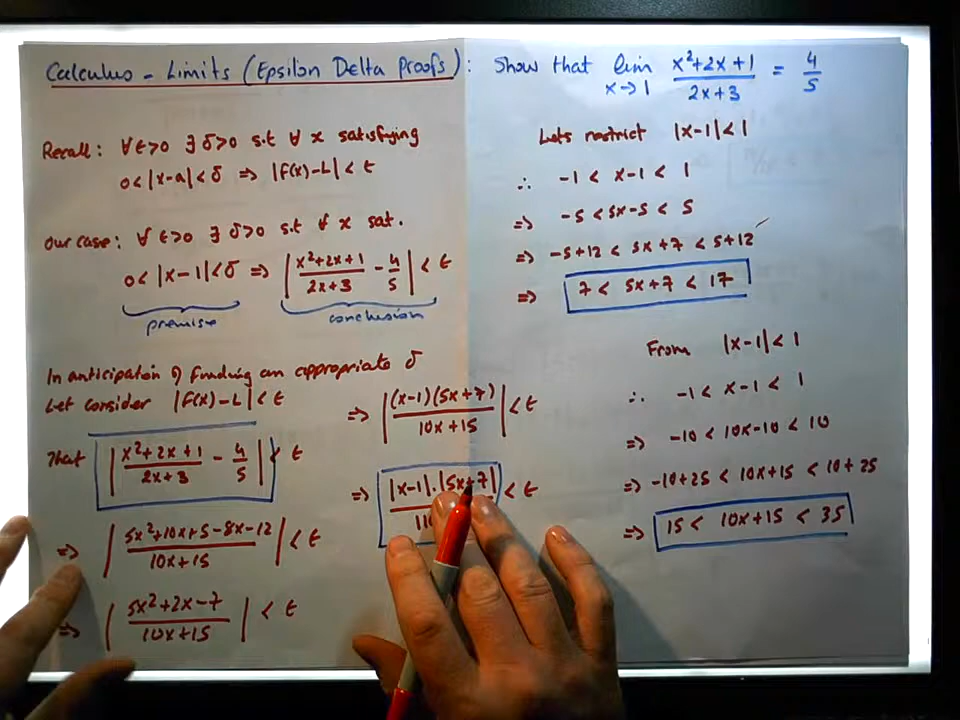 Calculus - Limits (Epsilon Delta Proofs): Show that lim x→1 x²+2x+1 / 2x+3 = 4/5
Recall: ∀ε>0 ∃ δ>0 s.t ∀ x satisfying
0<|x-a|<δ ⇒ |f(x)-L|<ε
Our case: ∀ ε>0 ∃ δ>0 s.t ∀ x sat.
0<|x-1|<δ ⇒ |x²+2x+1 / 2x+3 - 4/5| < ε
premise conclusion
In anticipation of finding an appropriate δ
Let consider |f(x)-L|<ε
That |x²+2x+1 / 2x+3 - 4/5| < ε
⇒ |5x²+10x+5-8x-12 / 10x+15| < ε
⇒ |5x²+2x-7 / 10x+15| < ε
⇒ |(x-1)(5x+7) / 10x+15| < ε
⇒ |x-1|.|5x+7| / |10 < ε
Lets restrict |x-1|<1
∴ -1 < x-1 < 1
⇒ -5 < 5x-5 < 5
⇒ -5+12 < 5x+7 < 5+12
⇒ 7 < 5x+7 < 17
From |x-1|<1
∴ -1 < x-1 < 1
⇒ -10 < 10x-10 < 10
⇒ -10+25 < 10x+15 < 10+25
⇒ 15 < 10x+15 < 35